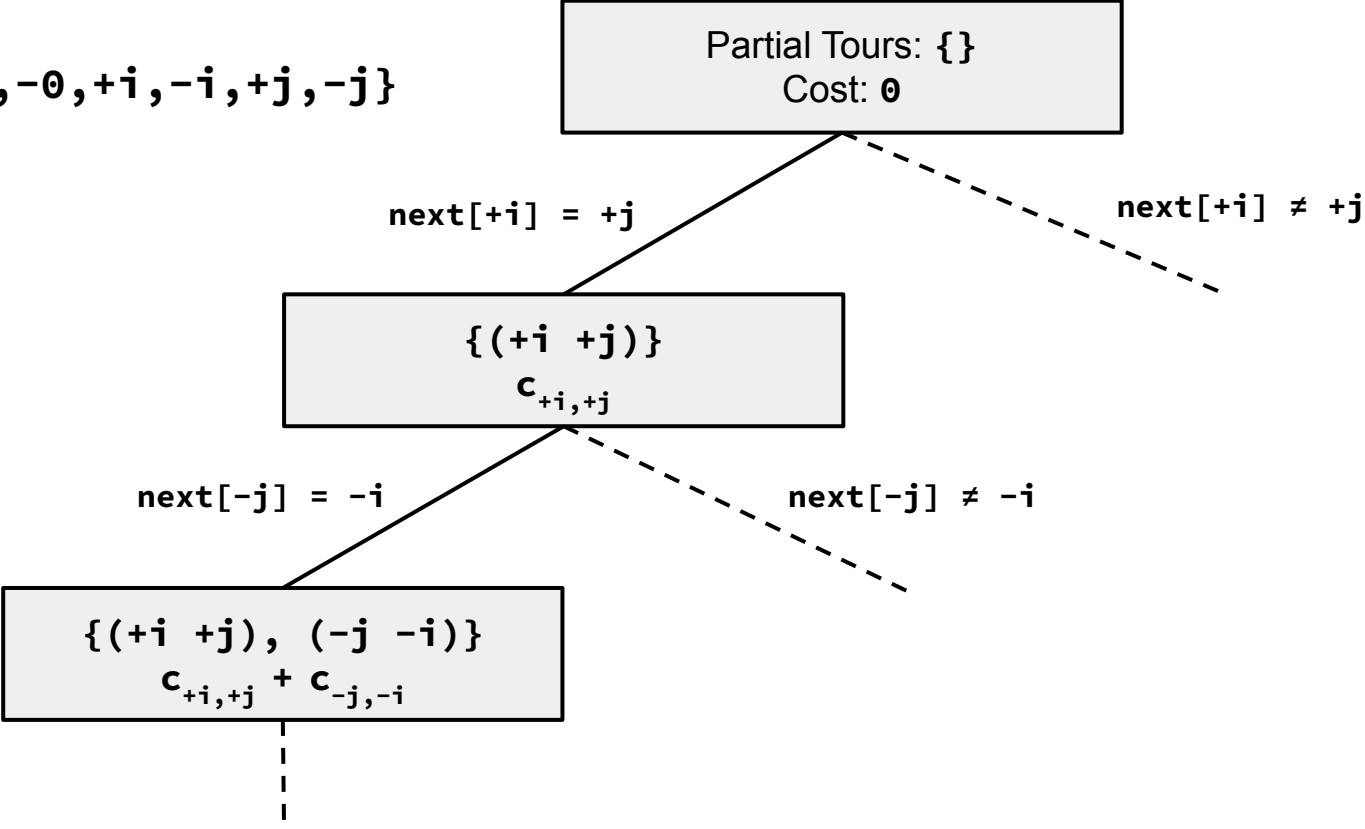 Partial Tours: {}
,-0,+i,-i,+j,-j}
Cost: 0
next[+i] = +j
next[+i] ≠ +j
{(+i +j)}
c+i,+j
next[-j] = -i
next[-j] ≠ -i
{(+i +j), (-j -i)}
c+i,+j + c-j,-i